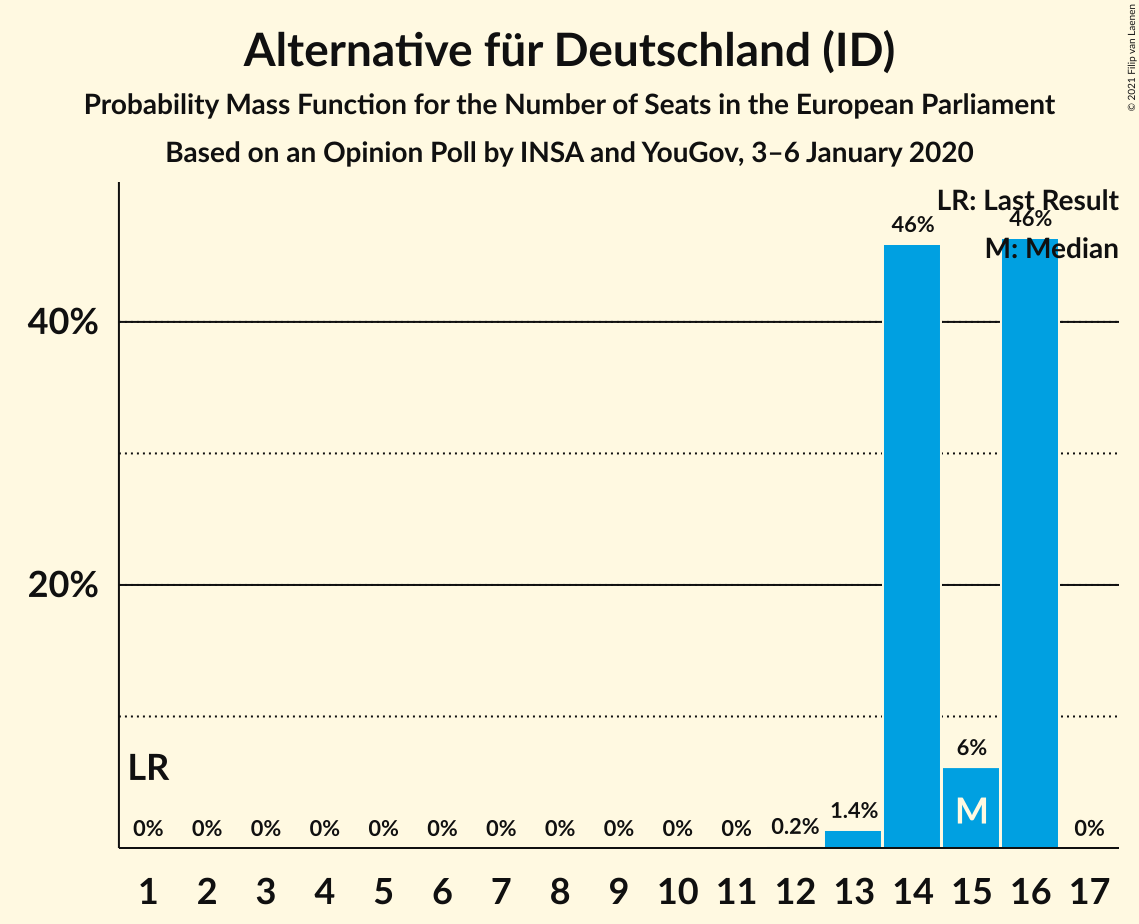 Alternative für Deutschland (ID)
Probability Mass Function for the Number of Seats in the European Parliament
Based on an Opinion Poll by INSA and YouGov, 3–6 January 2020
© 2021 Filip van Laenen
LR: Last Result
M: Median
46%
46%
40%
20%
LR
6%
M
0% 0% 0% 0% 0% 0% 0% 0% 0% 0% 0% 0.2% 1.4% 0%
1 2 3 4 5 6 7 8 9 10 11 12 13 14 15 16 17